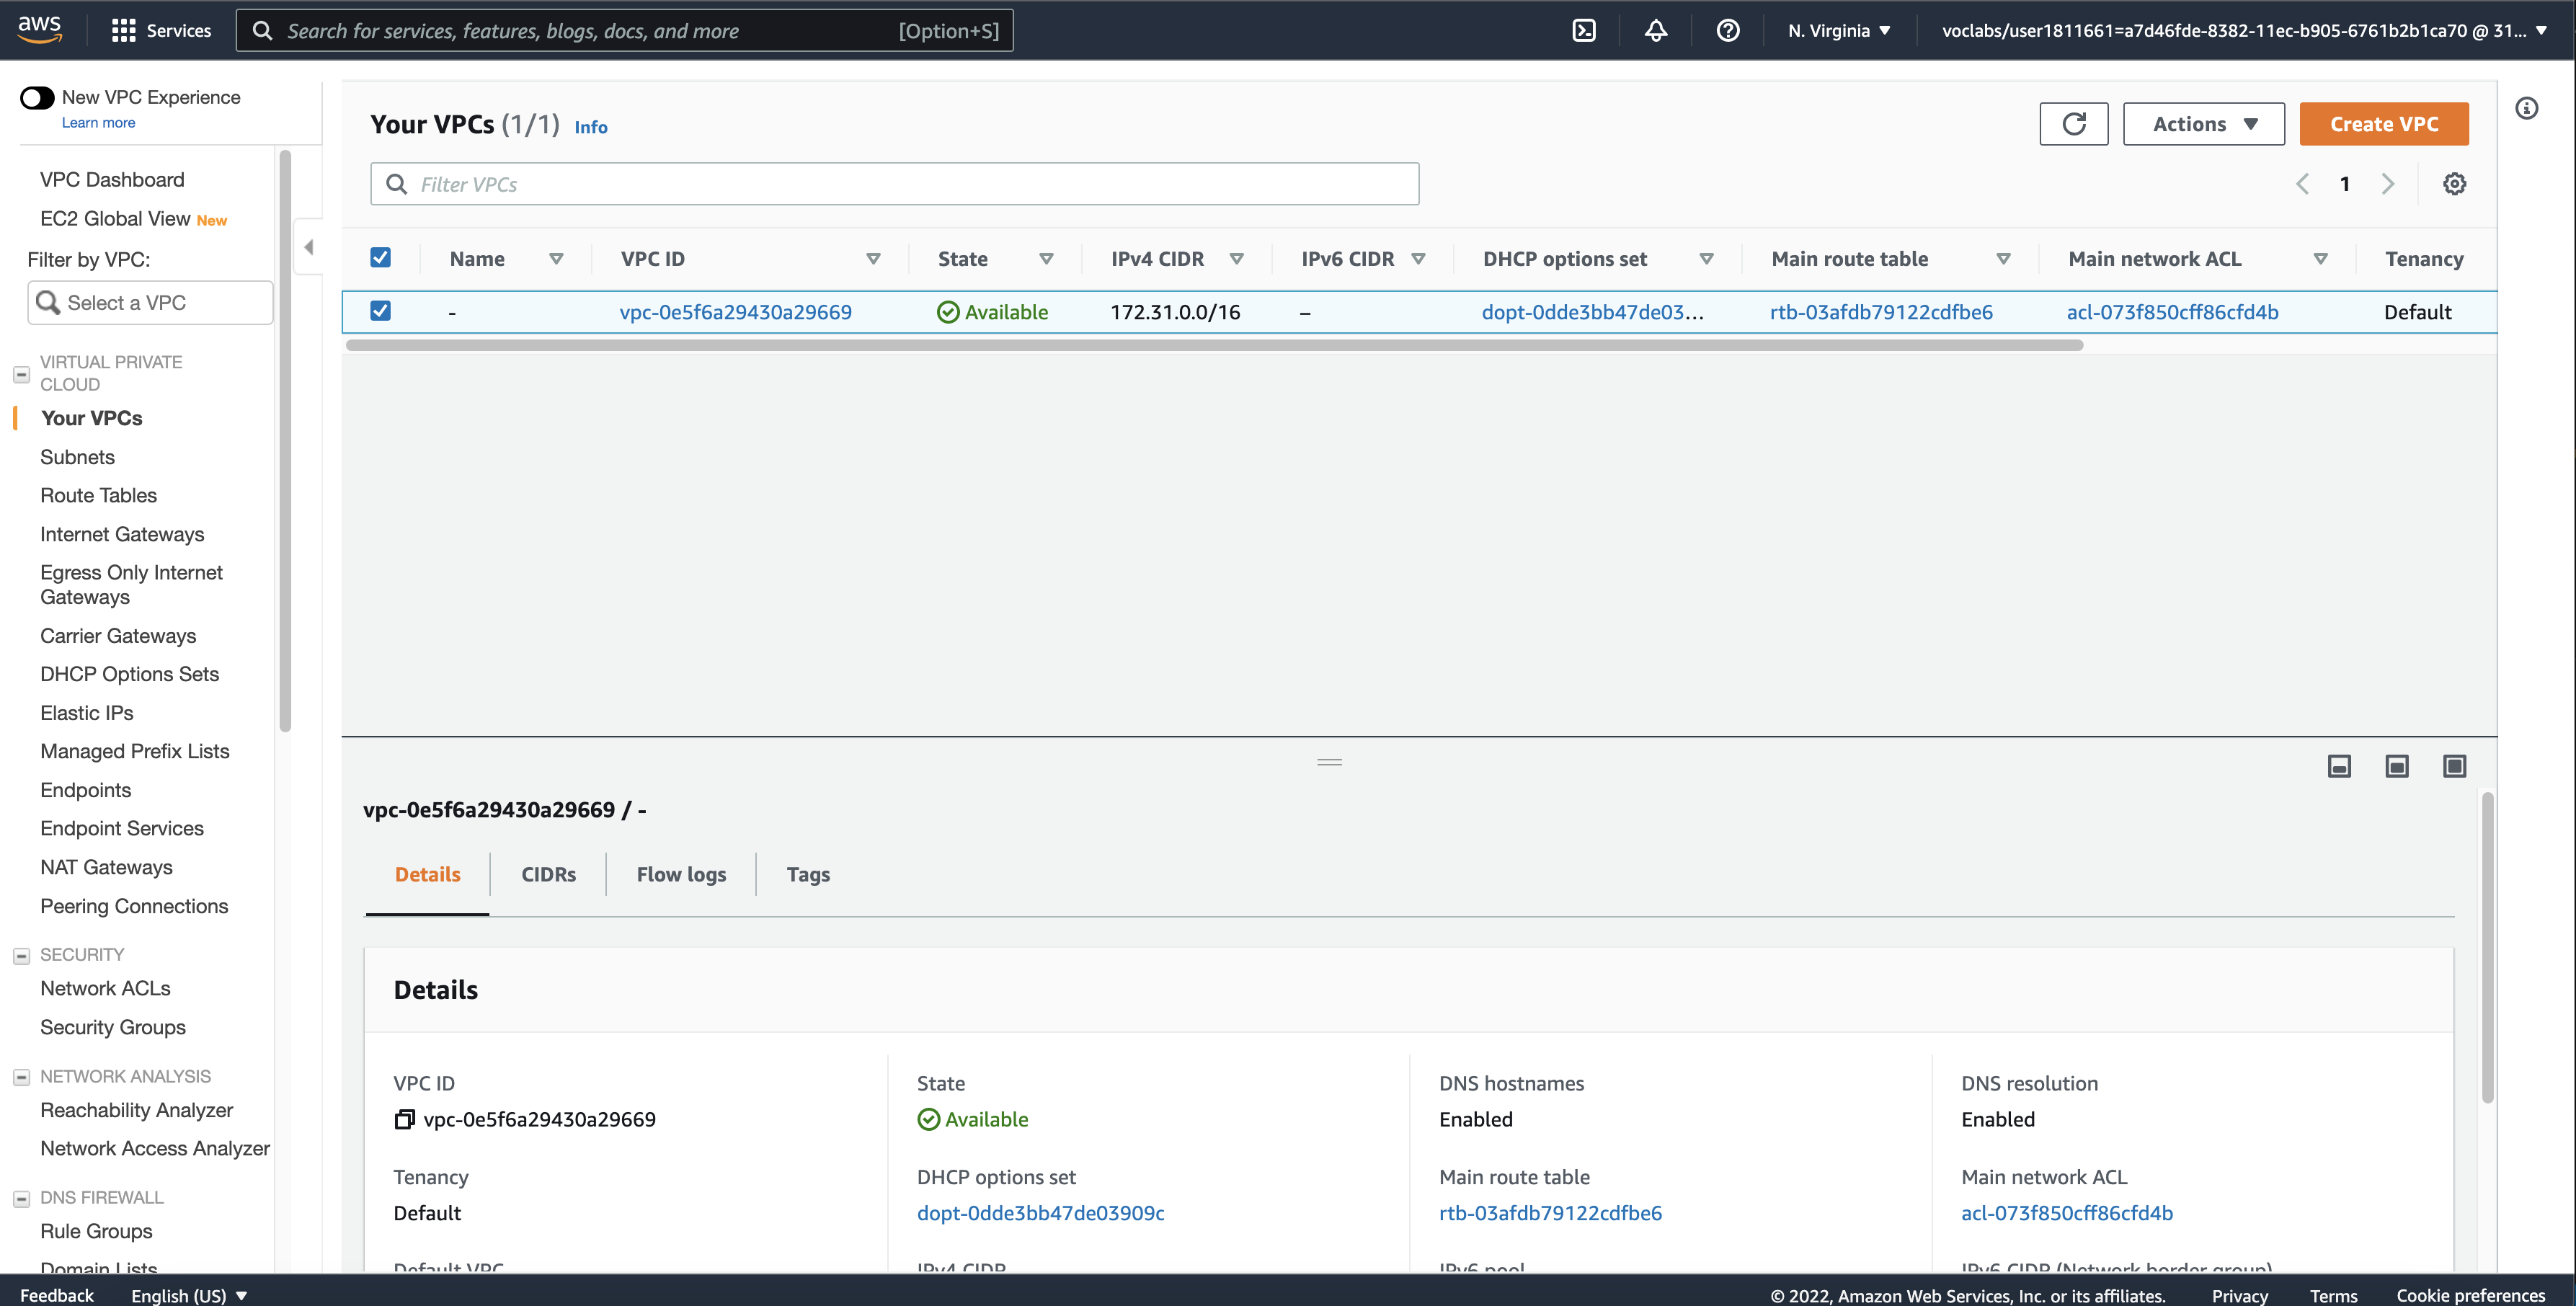 aws
Services
Search for services, features, blogs, docs, and more
[Option+S]
N. Virginia
voclabs/user1811661=a7d46fde-8382-11ec-b905-6761b2b1ca70 @ 31...
New VPC Experience
Learn more
VPC Dashboard
EC2 Global View New
Filter by VPC:
Select a VPC
VIRTUAL PRIVATE
CLOUD
Your VPCs
Subnets
Route Tables
Internet Gateways
Egress Only Internet
Gateways
Carrier Gateways
DHCP Options Sets
Elastic IPs
Managed Prefix Lists
Endpoints
Endpoint Services
NAT Gateways
Peering Connections
SECURITY
Network ACLs
Security Groups
NETWORK ANALYSIS
Reachability Analyzer
Network Access Analyzer
DNS FIREWALL
Rule Groups
Domain Lists
Your VPCs (1/1) Info
Actions
Create VPC
Filter VPCs
1
Name VPC ID State IPv4 CIDR IPv6 CIDR DHCP options set Main route table Main network ACL Tenancy
- vpc-0e5f6a29430a29669 Available 172.31.0.0/16 – dopt-0dde3bb47de03... rtb-03afdb79122cdfbe6 acl-073f850cff86cfd4b Default
vpc-0e5f6a29430a29669 / -
Details CIDRs Flow logs Tags
Details
VPC ID State DNS hostnames DNS resolution
vpc-0e5f6a29430a29669 Available Enabled Enabled
Tenancy DHCP options set Main route table Main network ACL
Default dopt-0dde3bb47de03909c rtb-03afdb79122cdfbe6 acl-073f850cff86cfd4b
Default VPC IPv4 CIDR IPv6 pool IPv6 CIDR (Network border group)
Feedback English (US) © 2022, Amazon Web Services, Inc. or its affiliates. Privacy Terms Cookie preferences